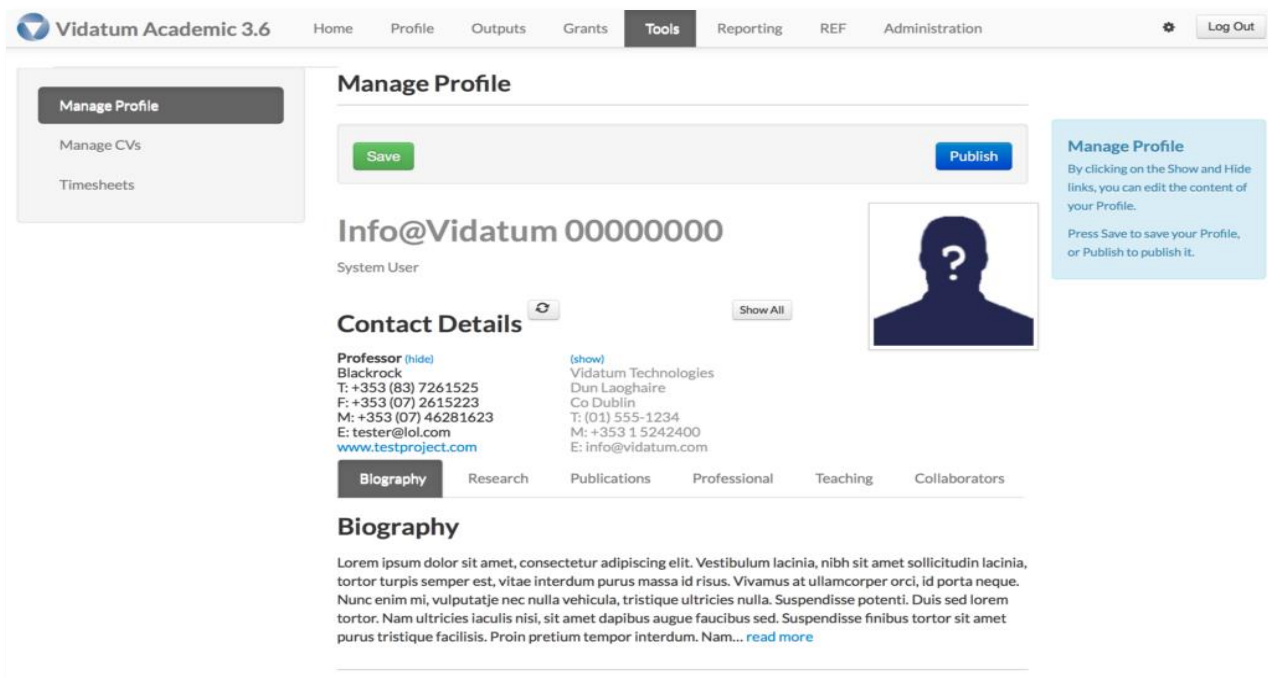 Vidatum Academic 3.6
Home Profile Outputs Grants Tools Reporting REF Administration
Log Out
Manage Profile
Manage CVs
Timesheets
Manage Profile
Save
Publish
Manage Profile
By clicking on the Show and Hide
links, you can edit the content of
your Profile.
Press Save to save your Profile,
or Publish to publish it.
Info@Vidatum 00000000
System User
?
Contact Details
Show All
Professor (hide)
Blackrock
T: +353 (83) 7261525
F: +353 (07) 2615223
M: +353 (07) 46281623
E: tester@lol.com
www.testproject.com
(show)
Vidatum Technologies
Dun Laoghaire
Co Dublin
T: (01) 555-1234
M: +353 1 5242400
E: info@vidatum.com
Biography Research Publications Professional Teaching Collaborators
Biography
Lorem ipsum dolor sit amet, consectetur adipiscing elit. Vestibulum lacinia, nibh sit amet sollicitudin lacinia,
tortor turpis semper est, vitae interdum purus massa id risus. Vivamus at ullamcorper orci, id porta neque.
Nunc enim mi, vulputatje nec nulla vehicula, tristique ultricies nulla. Suspendisse potenti. Duis sed lorem
tortor. Nam ultricies iaculis nisi, sit amet dapibus augue faucibus sed. Suspendisse finibus tortor sit amet
purus tristique facilisis. Proin pretium tempor interdum. Nam... read more